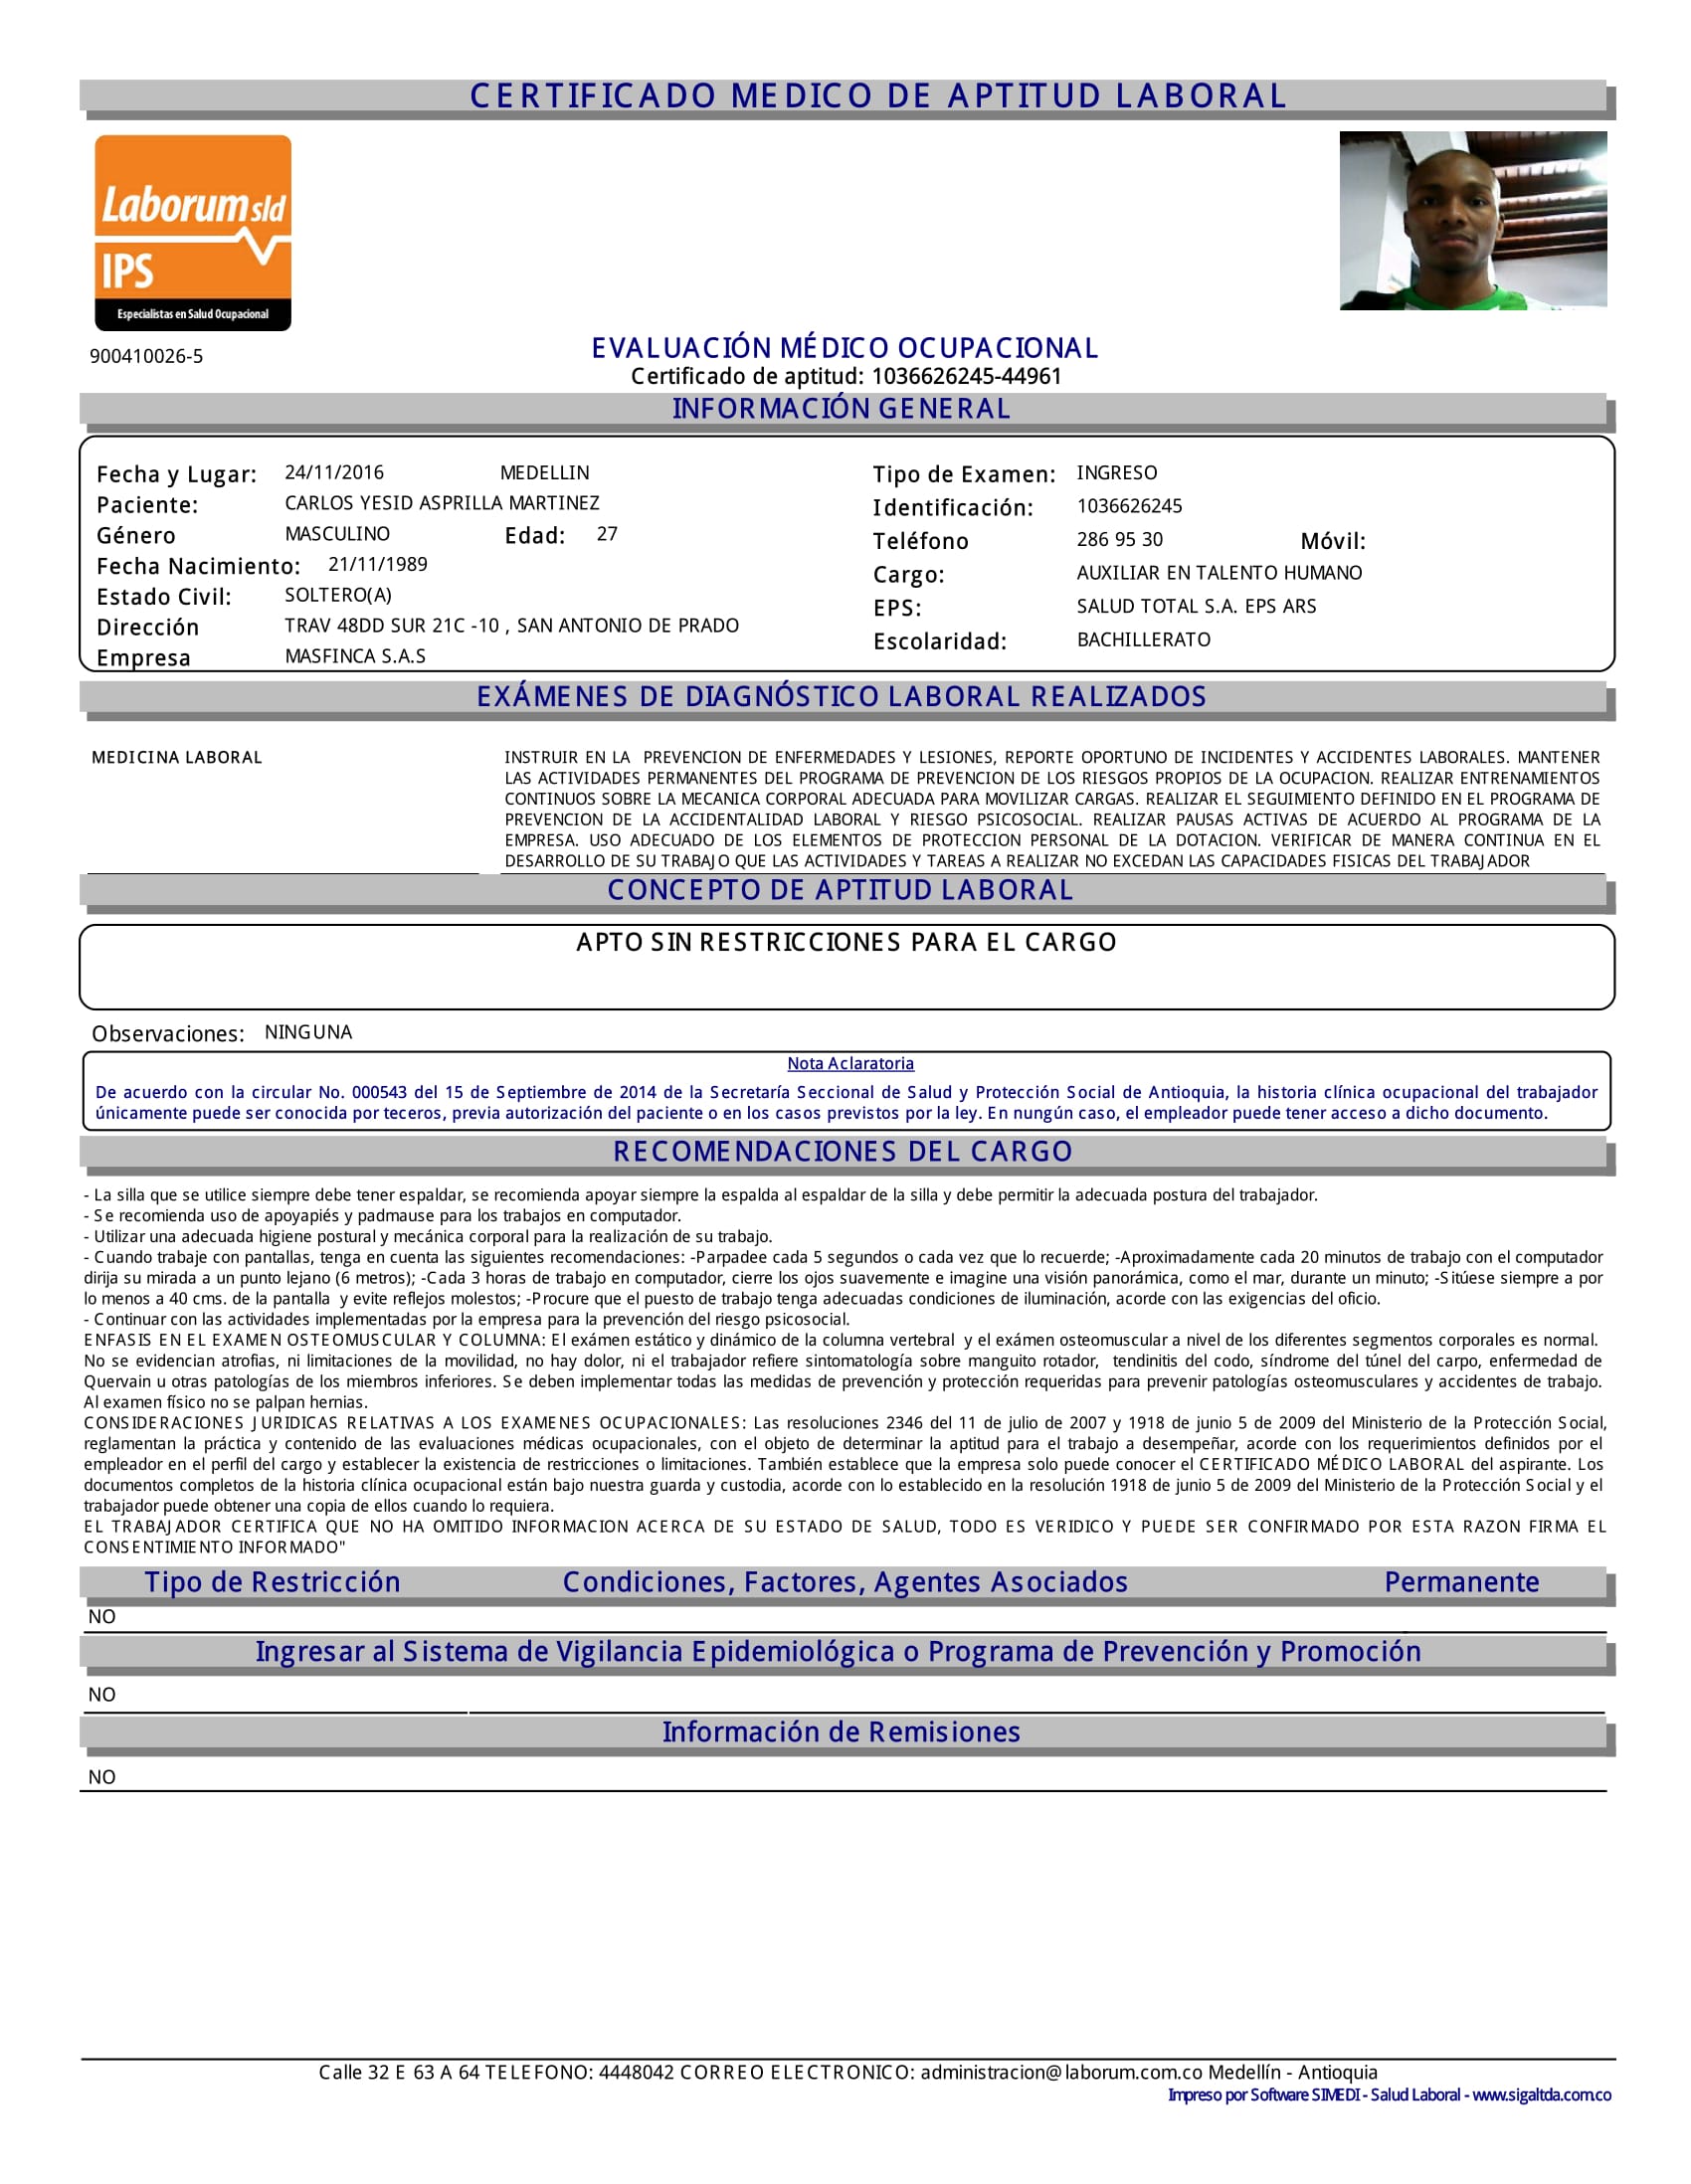 CERTIFICADO MEDICO DE APTITUD LABORAL
Laborum sld
IPS
Especialistas en Salud Ocupacional
900410026-5
EVALUACIÓN MÉDICO OCUPACIONAL
Certificado de aptitud: 1036626245-44961
INFORMACIÓN GENERAL
Fecha y Lugar: 24/11/2016 MEDELLIN
Paciente: CARLOS YESID ASPRILLA MARTINEZ
Género MASCULINO Edad: 27
Fecha Nacimiento: 21/11/1989
Estado Civil: SOLTERO(A)
Dirección TRAV 48DD SUR 21C -10 , SAN ANTONIO DE PRADO
Empresa MASFINCA S.A.S
Tipo de Examen: INGRESO
Identificación: 1036626245
Teléfono 286 95 30 Móvil:
Cargo: AUXILIAR EN TALENTO HUMANO
EPS: SALUD TOTAL S.A. EPS ARS
Escolaridad: BACHILLERATO
EXÁMENES DE DIAGNÓSTICO LABORAL REALIZADOS
MEDICINA LABORAL
INSTRUIR EN LA PREVENCION DE ENFERMEDADES Y LESIONES, REPORTE OPORTUNO DE INCIDENTES Y ACCIDENTES LABORALES. MANTENER
LAS ACTIVIDADES PERMANENTES DEL PROGRAMA DE PREVENCION DE LOS RIESGOS PROPIOS DE LA OCUPACION. REALIZAR ENTRENAMIENTOS
CONTINUOS SOBRE LA MECANICA CORPORAL ADECUADA PARA MOVILIZAR CARGAS. REALIZAR EL SEGUIMIENTO DEFINIDO EN EL PROGRAMA DE
PREVENCION DE LA ACCIDENTALIDAD LABORAL Y RIESGO PSICOSOCIAL. REALIZAR PAUSAS ACTIVAS DE ACUERDO AL PROGRAMA DE LA
EMPRESA. USO ADECUADO DE LOS ELEMENTOS DE PROTECCION PERSONAL DE LA DOTACION. VERIFICAR DE MANERA CONTINUA EN EL
DESARROLLO DE SU TRABAJO QUE LAS ACTIVIDADES Y TAREAS A REALIZAR NO EXCEDAN LAS CAPACIDADES FISICAS DEL TRABAJADOR
CONCEPTO DE APTITUD LABORAL
APTO SIN RESTRICCIONES PARA EL CARGO
Observaciones: NINGUNA
Nota Aclaratoria
De acuerdo con la circular No. 000543 del 15 de Septiembre de 2014 de la Secretaría Seccional de Salud y Protección Social de Antioquia, la historia clínica ocupacional del trabajador
únicamente puede ser conocida por teceros, previa autorización del paciente o en los casos previstos por la ley. En nungún caso, el empleador puede tener acceso a dicho documento.
RECOMENDACIONES DEL CARGO
- La silla que se utilice siempre debe tener espaldar, se recomienda apoyar siempre la espalda al espaldar de la silla y debe permitir la adecuada postura del trabajador.
- Se recomienda uso de apoyapiés y padmause para los trabajos en computador.
- Utilizar una adecuada higiene postural y mecánica corporal para la realización de su trabajo.
- Cuando trabaje con pantallas, tenga en cuenta las siguientes recomendaciones: -Parpadee cada 5 segundos o cada vez que lo recuerde; -Aproximadamente cada 20 minutos de trabajo con el computador
dirija su mirada a un punto lejano (6 metros); -Cada 3 horas de trabajo en computador, cierre los ojos suavemente e imagine una visión panorámica, como el mar, durante un minuto; -Sitúese siempre a por
lo menos a 40 cms. de la pantalla y evite reflejos molestos; -Procure que el puesto de trabajo tenga adecuadas condiciones de iluminación, acorde con las exigencias del oficio.
- Continuar con las actividades implementadas por la empresa para la prevención del riesgo psicosocial.
ENFASIS EN EL EXAMEN OSTEOMUSCULAR Y COLUMNA: El exámen estático y dinámico de la columna vertebral y el exámen osteomuscular a nivel de los diferentes segmentos corporales es normal.
No se evidencian atrofias, ni limitaciones de la movilidad, no hay dolor, ni el trabajador refiere sintomatología sobre manguito rotador, tendinitis del codo, síndrome del túnel del carpo, enfermedad de
Quervain u otras patologías de los miembros inferiores. Se deben implementar todas las medidas de prevención y protección requeridas para prevenir patologías osteomusculares y accidentes de trabajo.
Al examen físico no se palpan hernias.
CONSIDERACIONES JURIDICAS RELATIVAS A LOS EXAMENES OCUPACIONALES: Las resoluciones 2346 del 11 de julio de 2007 y 1918 de junio 5 de 2009 del Ministerio de la Protección Social,
reglamentan la práctica y contenido de las evaluaciones médicas ocupacionales, con el objeto de determinar la aptitud para el trabajo a desempeñar, acorde con los requerimientos definidos por el
empleador en el perfil del cargo y establecer la existencia de restricciones o limitaciones. También establece que la empresa solo puede conocer el CERTIFICADO MÉDICO LABORAL del aspirante. Los
documentos completos de la historia clínica ocupacional están bajo nuestra guarda y custodia, acorde con lo establecido en la resolución 1918 de junio 5 de 2009 del Ministerio de la Protección Social y el
trabajador puede obtener una copia de ellos cuando lo requiera.
EL TRABAJADOR CERTIFICA QUE NO HA OMITIDO INFORMACION ACERCA DE SU ESTADO DE SALUD, TODO ES VERIDICO Y PUEDE SER CONFIRMADO POR ESTA RAZON FIRMA EL
CONSENTIMIENTO INFORMADO"
Tipo de Restricción Condiciones, Factores, Agentes Asociados Permanente
NO
Ingresar al Sistema de Vigilancia Epidemiológica o Programa de Prevención y Promoción
NO
Información de Remisiones
NO
Calle 32 E 63 A 64 TELEFONO: 4448042 CORREO ELECTRONICO: administracion@laborum.com.co Medellín - Antioquia
Impreso por Software SIMEDI - Salud Laboral - www.sigaltda.com.co